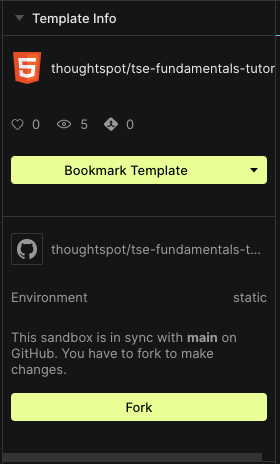 Template Info
thoughtspot/tse-fundamentals-tutor
0 5 0
Bookmark Template
thoughtspot/tse-fundamentals-t...
Environment static
This sandbox is in sync with main on
GitHub. You have to fork to make
changes.
Fork